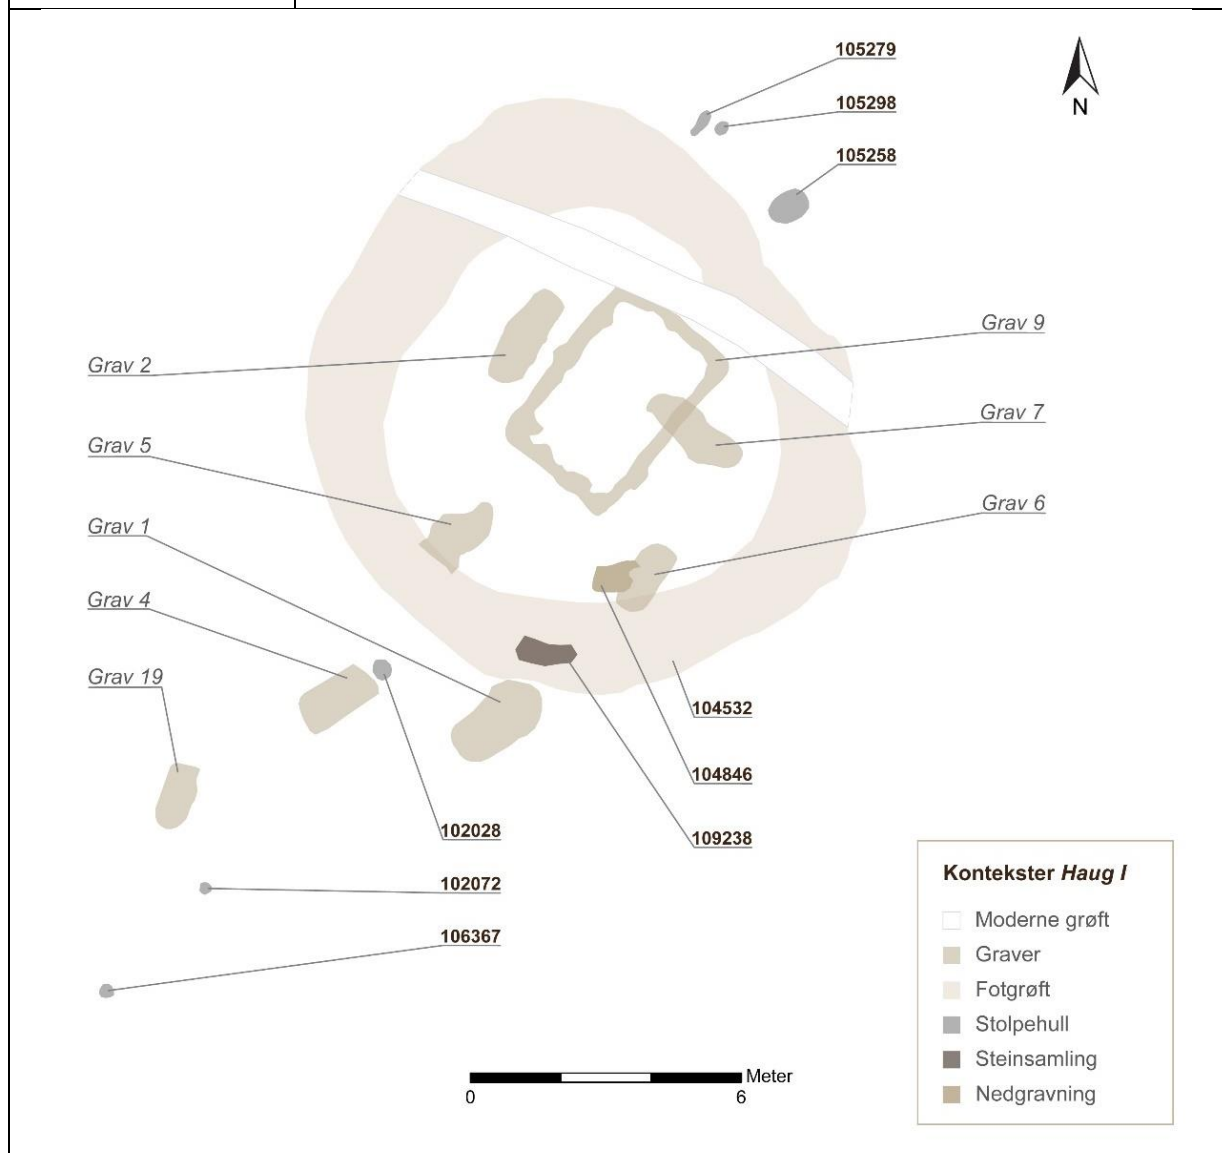 105279
105298
105258
N
Grav 9
Grav 2
Grav 7
Grav 5
Grav 6
Grav 1
Grav 4
Grav 19
104532
104846
109238
102028
102072
106367
Kontekster Haug I
Moderne grøft
Graver
Fotgrøft
Stolpehull
Steinsamling
Nedgravning
Meter
0 6